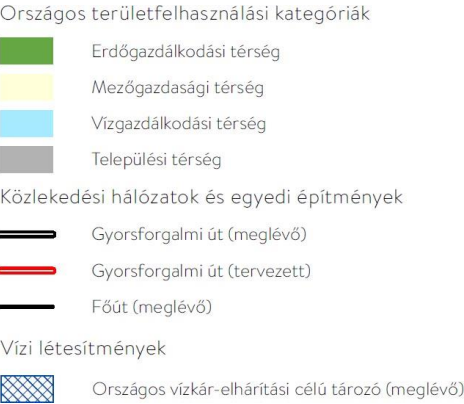 Országos területfelhasználási kategóriák
Erdőgazdálkodási térség
Mezőgazdasági térség
Vízgazdálkodási térség
Települési térség
Közlekedési hálózatok és egyedi építmények
Gyorsforgalmi út (meglévő)
Gyorsforgalmi út (tervezett)
Főút (meglévő)
Vízi létesítmények
Országos vízkár-elhárítási célú tározó (meglévő)